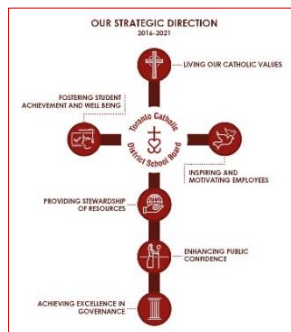 OUR STRATEGIC DIRECTION
2016-2021
LIVING OUR CATHOLIC VALUES
FOSTERING STUDENT
ACHIEVEMENT AND WELL BEING
Toronto Catholic
District School Board
INSPIRING AND
MOTIVATING EMPLOYEES
PROVIDING STEWARDSHIP
OF RESOURCES
ENHANCING PUBLIC
CONFIDENCE
ACHIEVING EXCELLENCE IN
GOVERNANCE